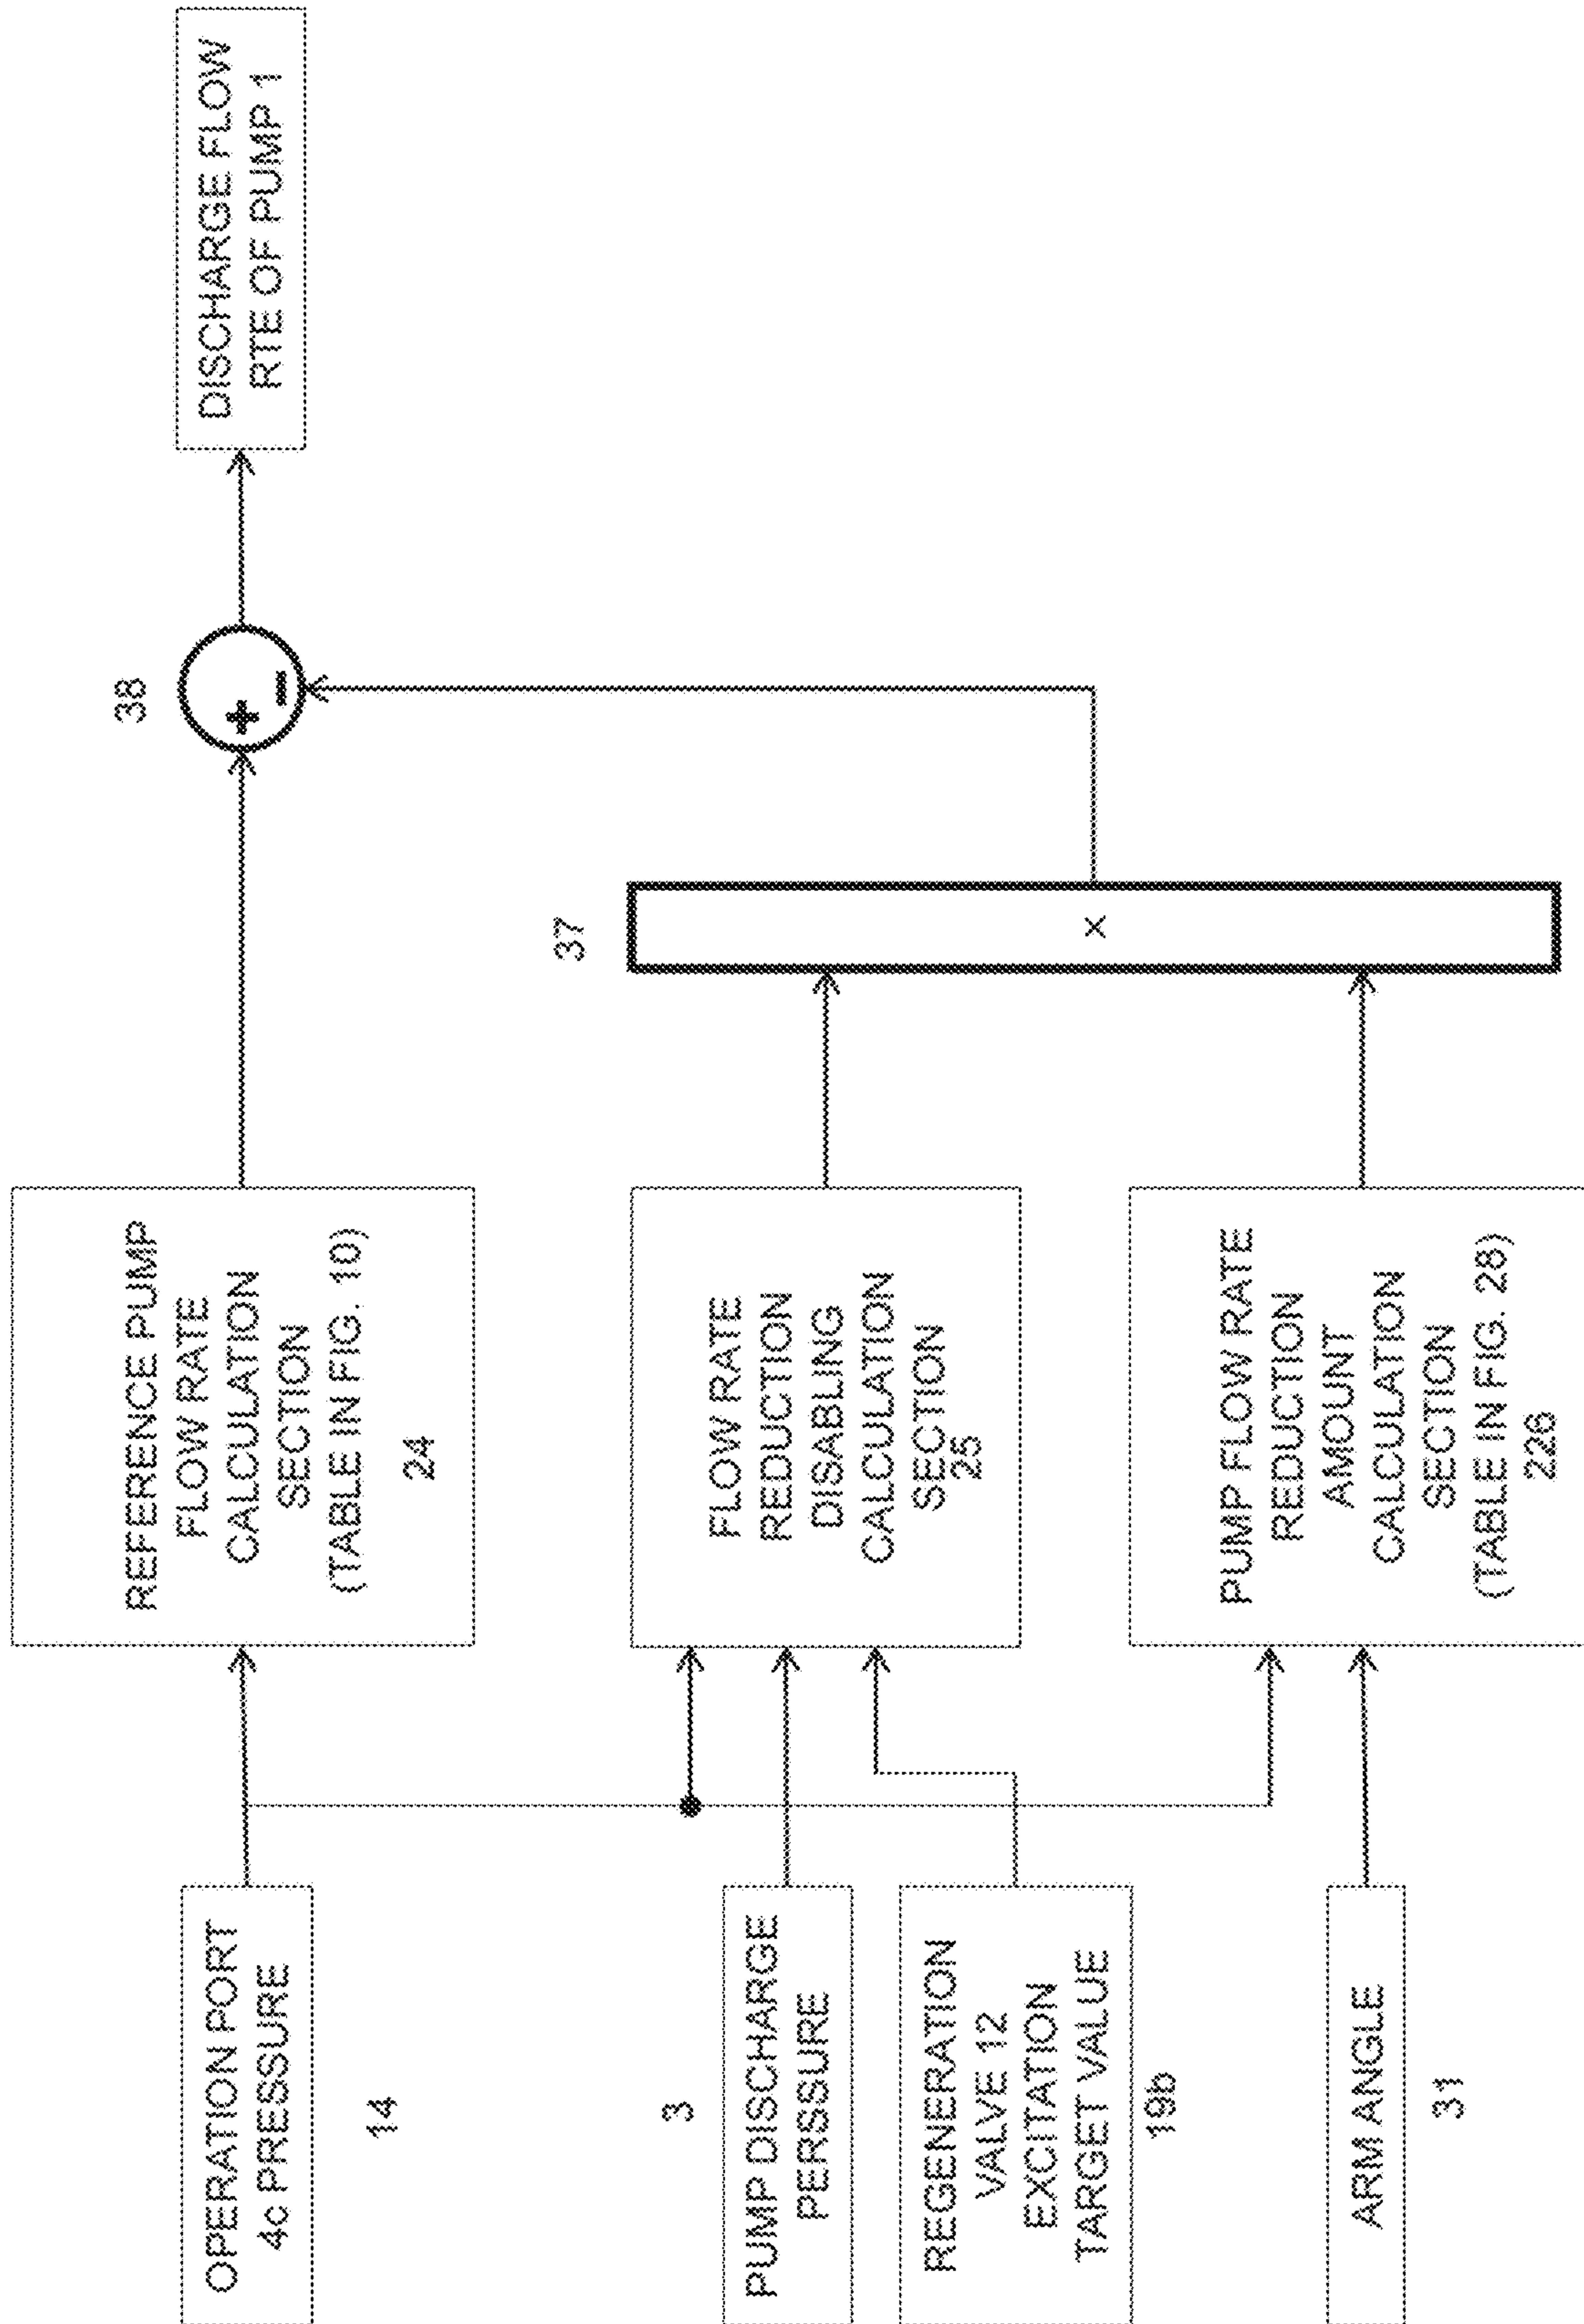 OPERATION PORT
4c PRESSURE
14
REFERENCE PUMP
FLOW RATE
CALCULATION
SECTION
(TABLE IN FIG. 10)
24
38
+
−
DISCHARGE FLOW
RTE OF PUMP 1
3
PUMP DISCHARGE
PERSSURE
REGENERATION
VALVE 12
EXCITATION
TARGET VALUE
19b
FLOW RATE
REDUCTION
DISABLING
CALCULATION
SECTION
25
37
×
ARM ANGLE
31
PUMP FLOW RATE
REDUCTION
AMOUNT
CALCULATION
SECTION
(TABLE IN FIG. 28)
226